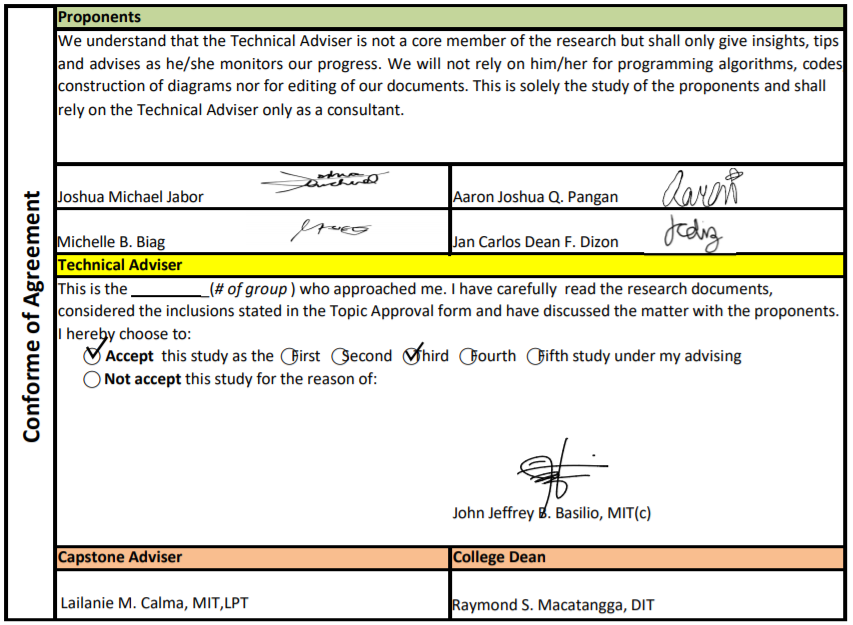 Proponents
We understand that the Technical Adviser is not a core member of the research but shall only give insights, tips
and advises as he/she monitors our progress. We will not rely on him/her for programming algorithms, codes
construction of diagrams nor for editing of our documents. This is solely the study of the proponents and shall
rely on the Technical Adviser only as a consultant.
Joshua Michael Jabor
Aaron Joshua Q. Pangan Aaron
Michelle B. Biag
Jan Carlos Dean F. Dizon
Conforme of Agreement
Technical Adviser
This is the __________(# of group ) who approached me. I have carefully read the research documents,
considered the inclusions stated in the Topic Approval form and have discussed the matter with the proponents.
I hereby choose to:
Accept this study as the First Second Third Fourth Fifth study under my advising
Not accept this study for the reason of:
John Jeffrey B. Basilio, MIT(c)
Capstone Adviser
College Dean
Lailanie M. Calma, MIT,LPT
Raymond S. Macatangga, DIT